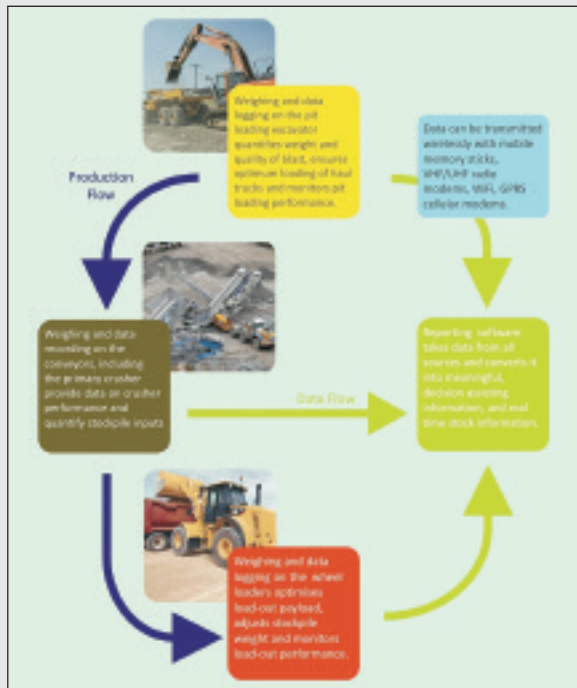 Weighing and data
logging on the pit
loading excavator
quantifies weight and
quality of blast, ensures
optimum loading of haul
trucks and monitors pit
loading performance.
Data can be transmitted
wirelessly with mobile
memory sticks,
VHF/UHF radio
modems, WiFi, GPRS
cellular modems.
Production
Flow
Weighing and data
recording on the
conveyors, including
the primary crusher
provide data on crusher
performance and
quantify stockpile inputs
Reporting software
takes data from all
sources and converts it
into meaningful,
decision assisting
information, and real
time stock information.
Data Flow
Weighing and data
logging on the wheel
loaders optimises
load-out payload,
adjusts stockpile
weight and monitors
load-out performance.